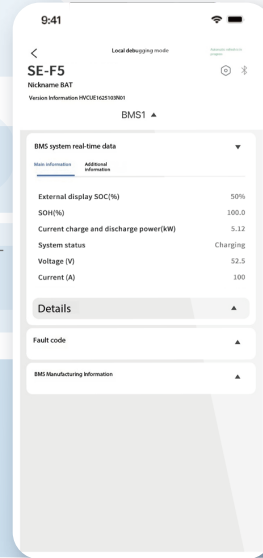 9:41
Local debugging mode
SE-F5
Nickname BAT
Version Information HVCUE1625103N01
BMS1
BMS system real-time data
Main information
Additional
information
External display SOC(%) 50%
SOH(%) 100.0
Current charge and discharge power(kW) 5.12
System status Charging
Voltage (V) 52.5
Current (A) 100
Details
Fault code
BMS Manufacturing Information